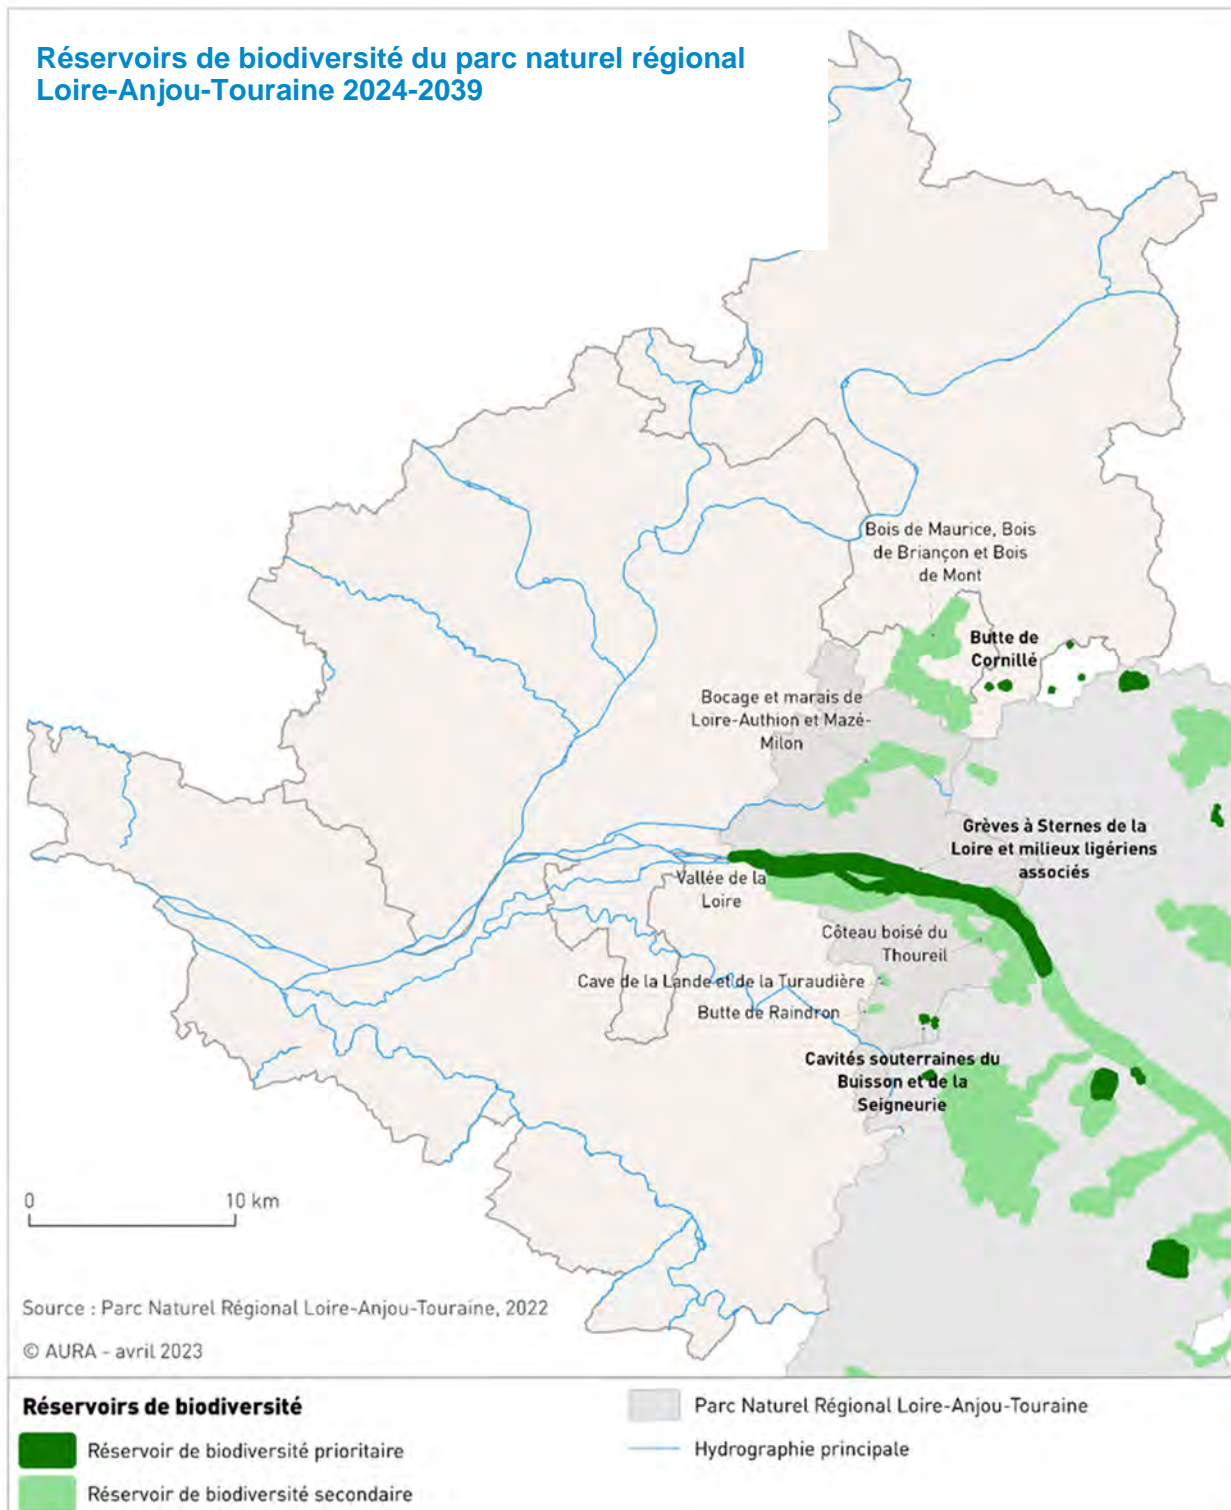 Réservoirs de biodiversité du parc naturel régional
Loire-Anjou-Touraine 2024-2039
Bois de Maurice, Bois
de Briançon et Bois
de Mont
Butte de
Cornillé
Bocage et marais de
Loire-Authion et Mazé-
Milon
Grèves à Sternes de la
Loire et milieux ligériens
associés
Vallée de la
Loire
Côteau boisé du
Thoureil
Cave de la Lande et de la Turaudière
Butte de Raindron
Cavités souterraines du
Buisson et de la
Seigneurie
0 10 km
Source : Parc Naturel Régional Loire-Anjou-Touraine, 2022
© AURA - avril 2023
Réservoirs de biodiversité
Réservoir de biodiversité prioritaire
Réservoir de biodiversité secondaire
Parc Naturel Régional Loire-Anjou-Touraine
Hydrographie principale